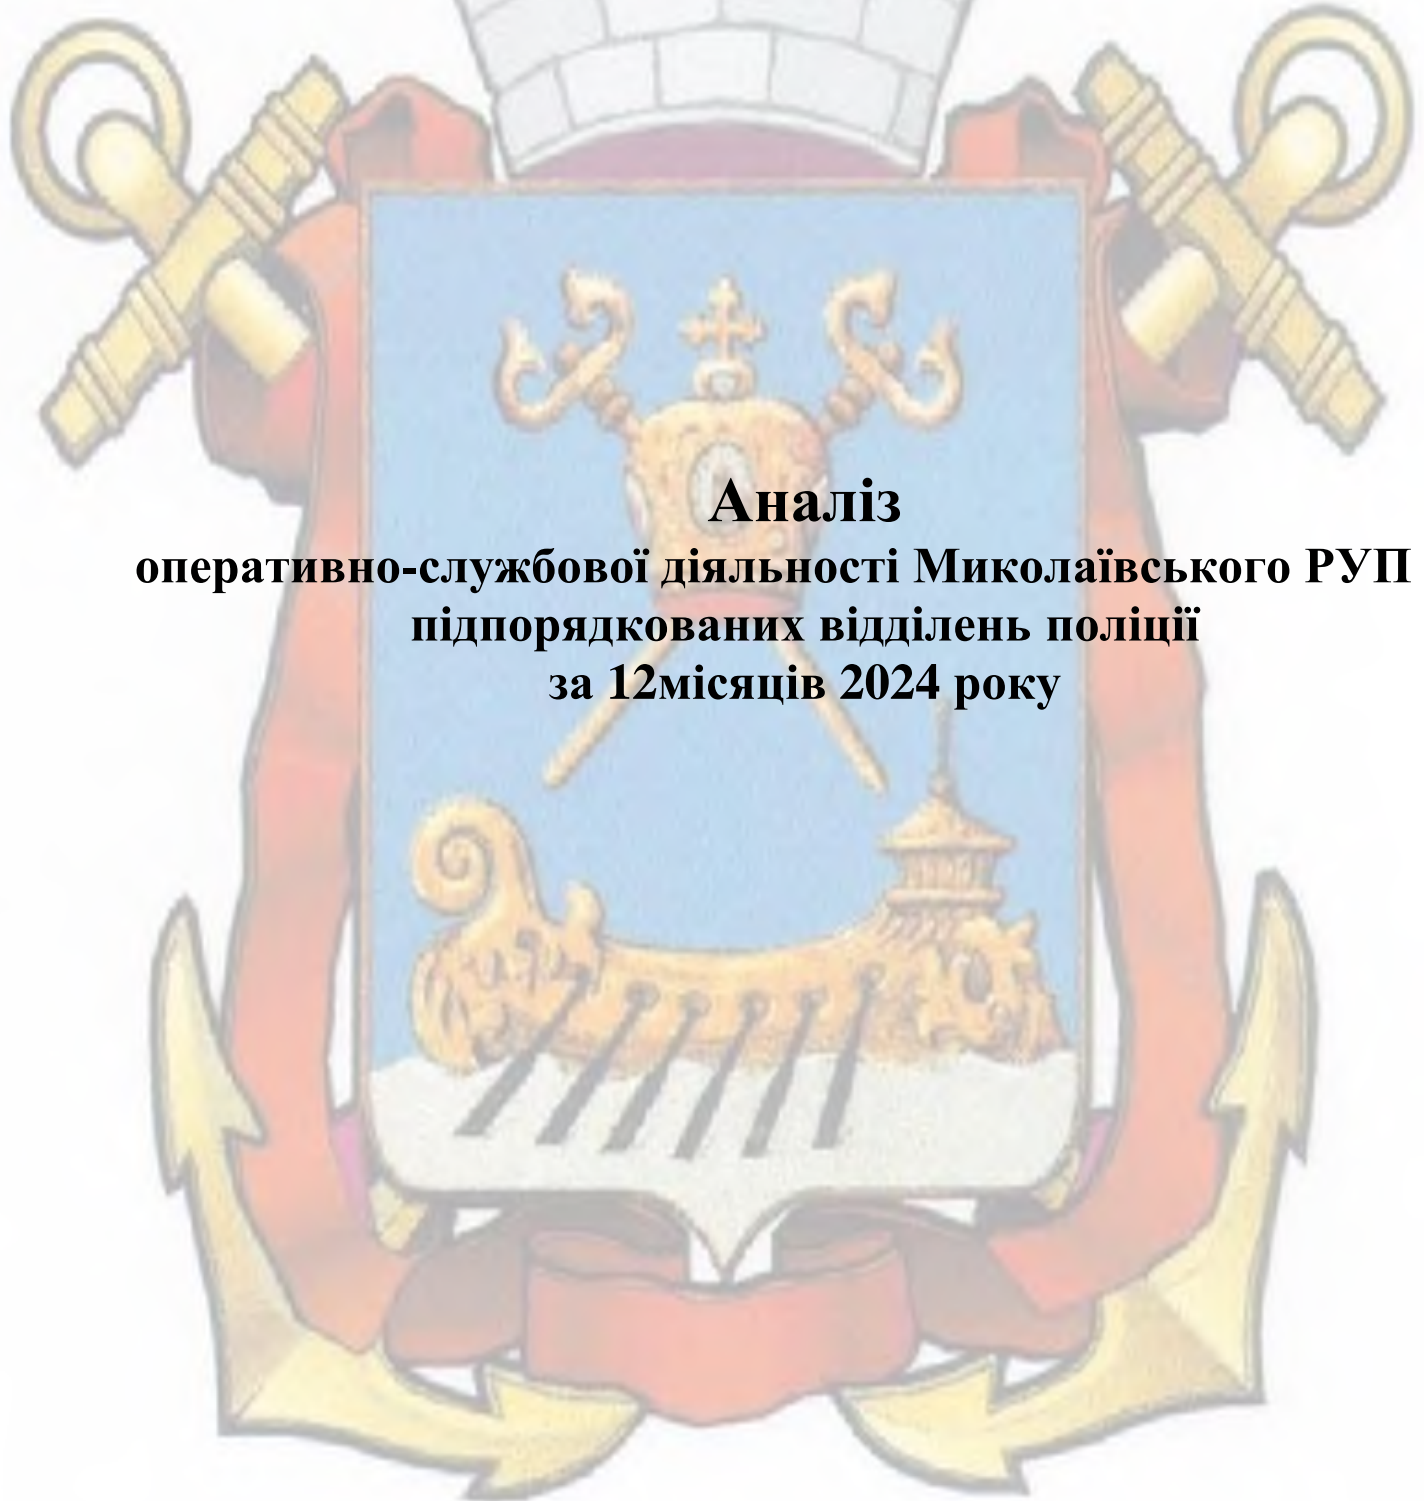 Аналіз
оперативно-службової діяльності Миколаївського РУП
підпорядкованих відділень поліції
за 12місяців 2024 року